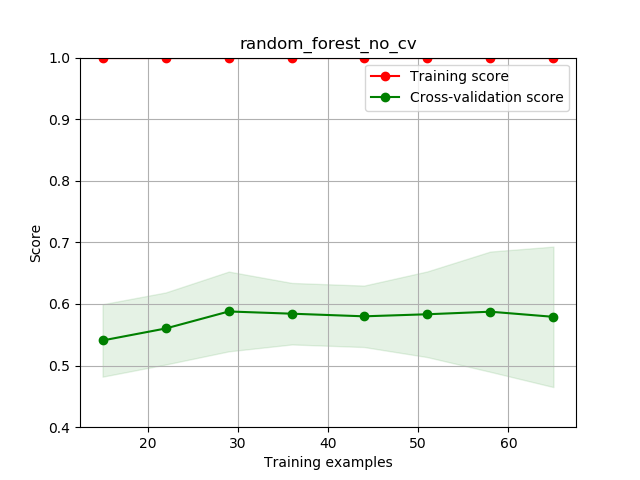 random_forest_no_cv
1.0
0.9
0.8
0.7
0.6
0.5
0.4
Score
Training score
Cross-validation score
20 30 40 50 60
Training examples